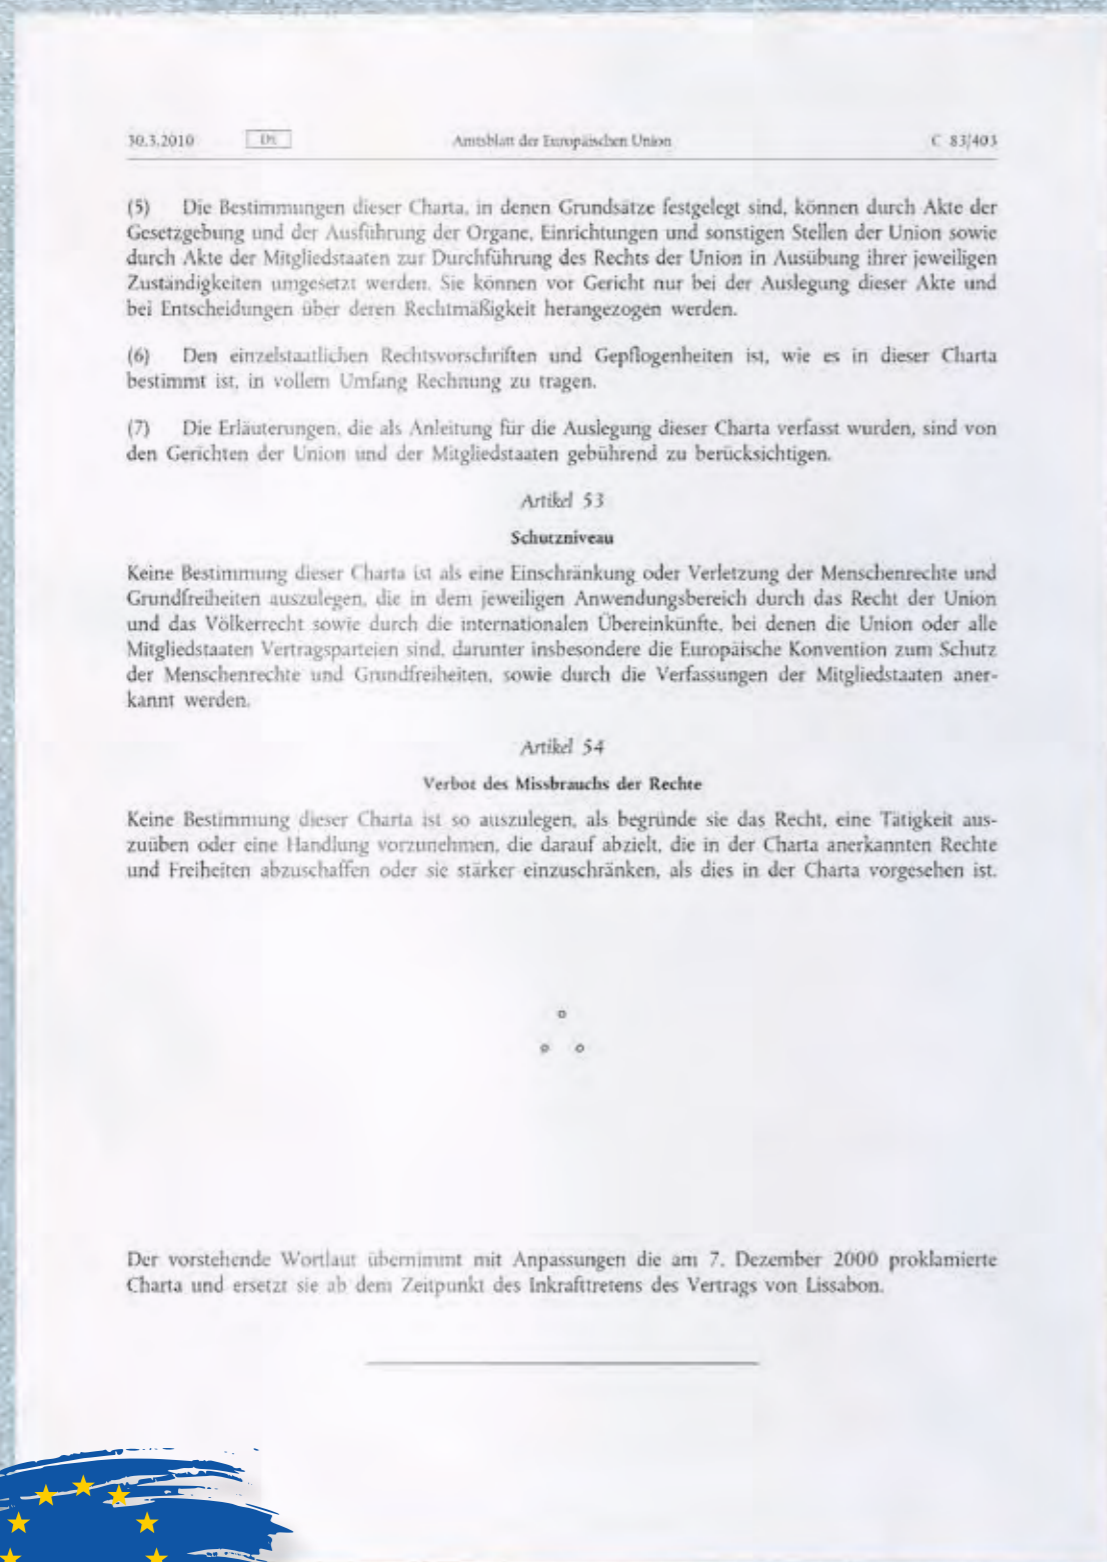 30.3.2010 DE Amtsblatt der Europäischen Union C 83/403
(5) Die Bestimmungen dieser Charta, in denen Grundsätze festgelegt sind, können durch Akte der
Gesetzgebung und der Ausführung der Organe, Einrichtungen und sonstigen Stellen der Union sowie
durch Akte der Mitgliedstaaten zur Durchführung des Rechts der Union in Ausübung ihrer jeweiligen
Zuständigkeiten umgesetzt werden. Sie können vor Gericht nur bei der Auslegung dieser Akte und
bei Entscheidungen über deren Rechtmäßigkeit herangezogen werden.
(6) Den einzelstaatlichen Rechtsvorschriften und Gepflogenheiten ist, wie es in dieser Charta
bestimmt ist, in vollem Umfang Rechnung zu tragen.
(7) Die Erläuterungen, die als Anleitung für die Auslegung dieser Charta verfasst wurden, sind von
den Gerichten der Union und der Mitgliedstaaten gebührend zu berücksichtigen.
Artikel 53
Schutzniveau
Keine Bestimmung dieser Charta ist als eine Einschränkung oder Verletzung der Menschenrechte und
Grundfreiheiten auszulegen, die in dem jeweiligen Anwendungsbereich durch das Recht der Union
und das Völkerrecht sowie durch die internationalen Übereinkünfte, bei denen die Union oder alle
Mitgliedstaaten Vertragsparteien sind, darunter insbesondere die Europäische Konvention zum Schutz
der Menschenrechte und Grundfreiheiten, sowie durch die Verfassungen der Mitgliedstaaten aner-
kannt werden.
Artikel 54
Verbot des Missbrauchs der Rechte
Keine Bestimmung dieser Charta ist so auszulegen, als begründe sie das Recht, eine Tätigkeit aus-
zuüben oder eine Handlung vorzunehmen, die darauf abzielt, die in der Charta anerkannten Rechte
und Freiheiten abzuschaffen oder sie stärker einzuschränken, als dies in der Charta vorgesehen ist.
Der vorstehende Wortlaut übernimmt mit Anpassungen die am 7. Dezember 2000 proklamierte
Charta und ersetzt sie ab dem Zeitpunkt des Inkrafttretens des Vertrags von Lissabon.